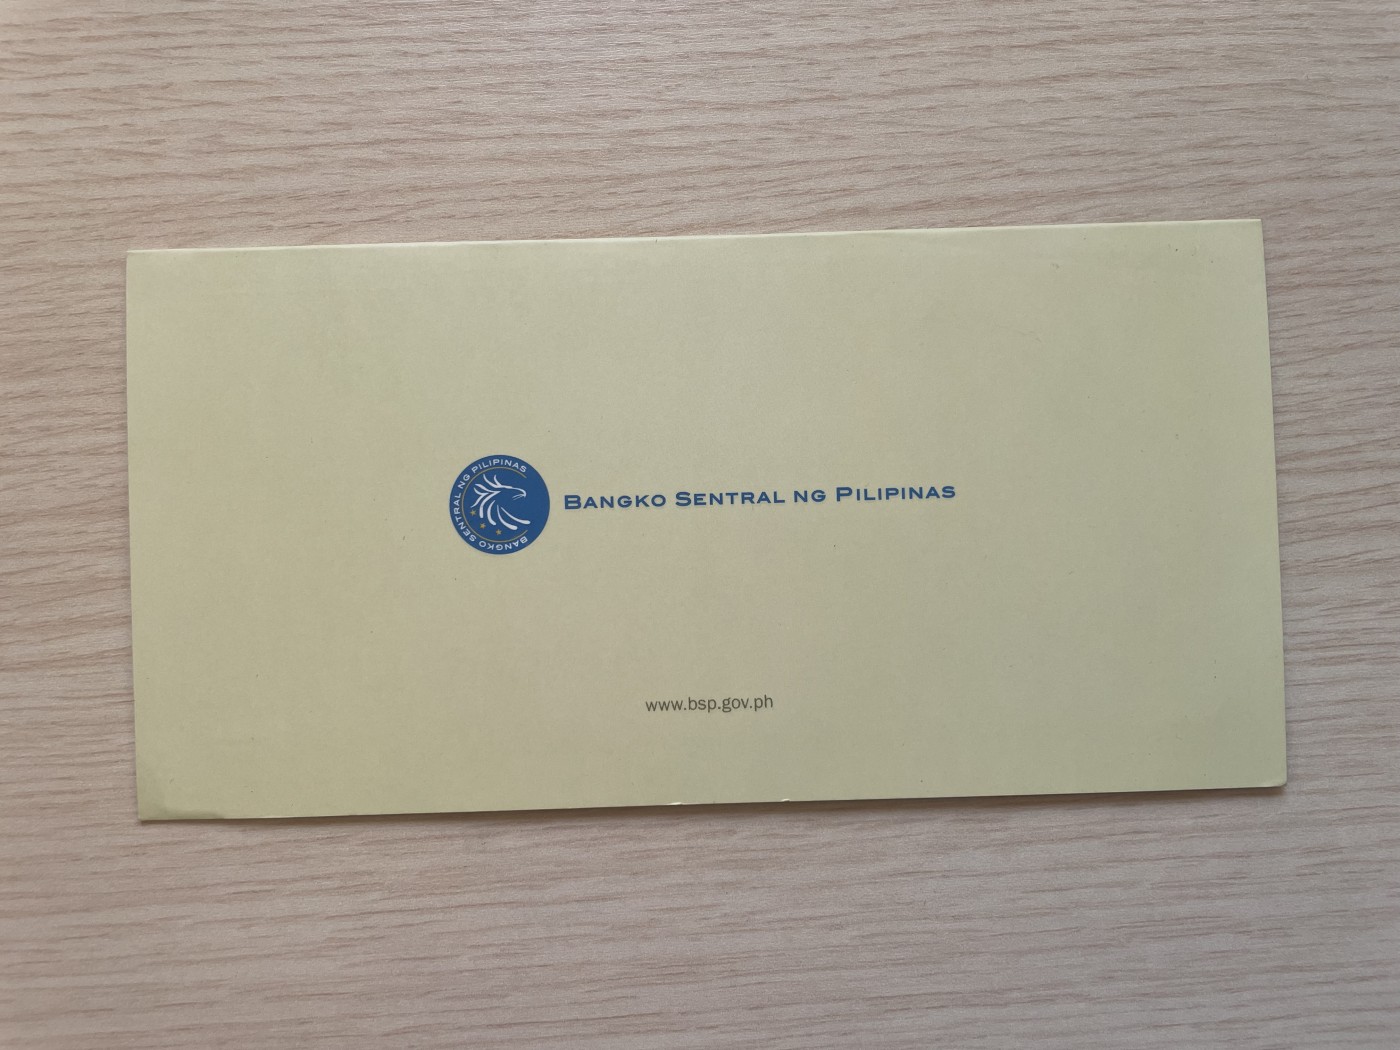 BANGKO SENTRAL NG PILIPINAS
BANGKO SENTRAL NG PILIPINAS
www.bsp.gov.ph